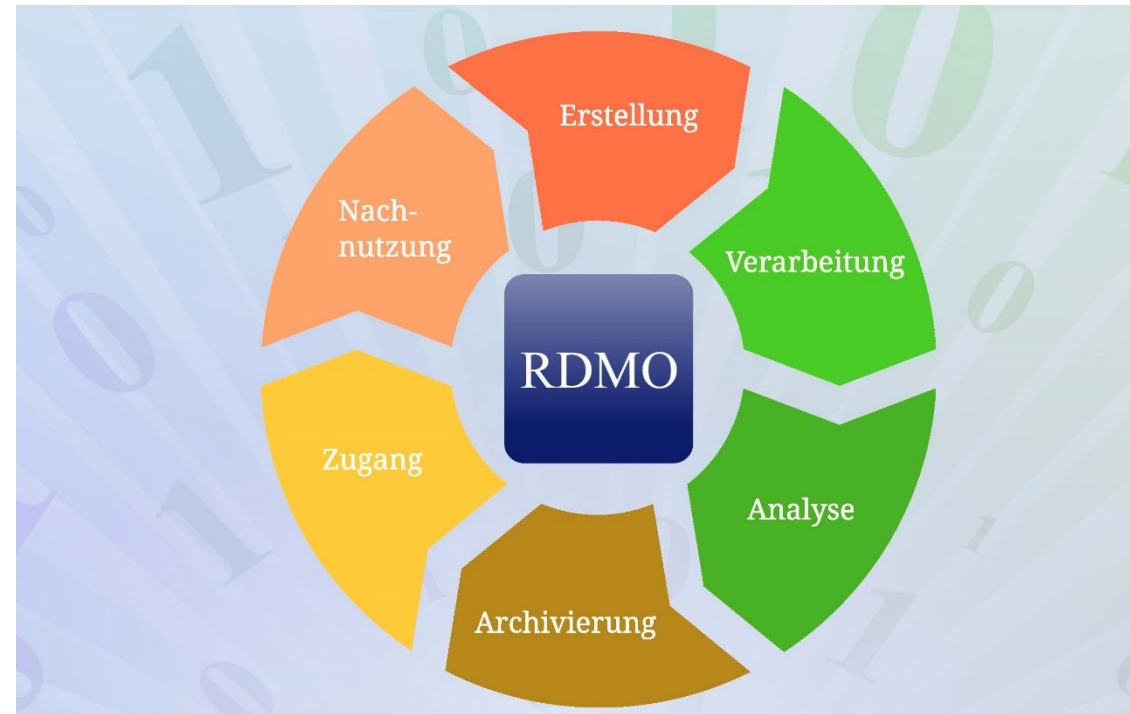 Erstellung
Verarbeitung
Analyse
Archivierung
Zugang
Nach-
nutzung
RDMO